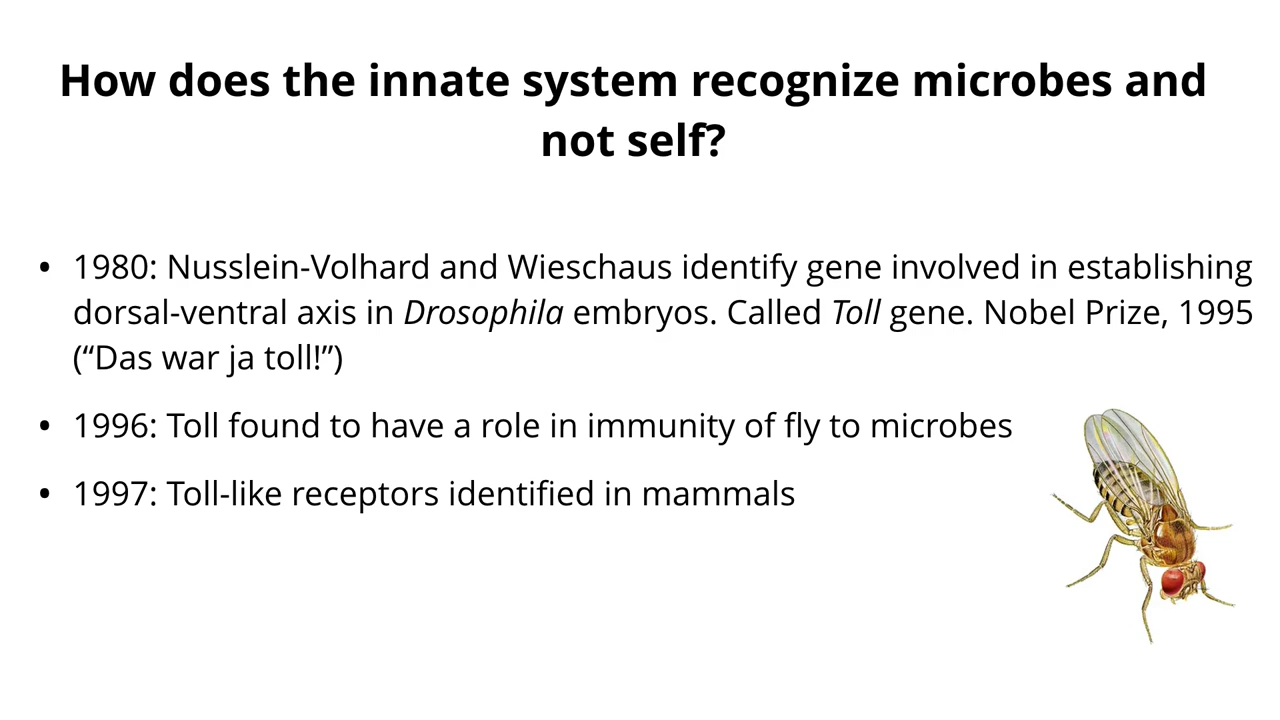 How does the innate system recognize microbes and
not self?
• 1980: Nusslein-Volhard and Wieschaus identify gene involved in establishing
dorsal-ventral axis in Drosophila embryos. Called Toll gene. Nobel Prize, 1995
(“Das war ja toll!”)
• 1996: Toll found to have a role in immunity of fly to microbes
• 1997: Toll-like receptors identified in mammals